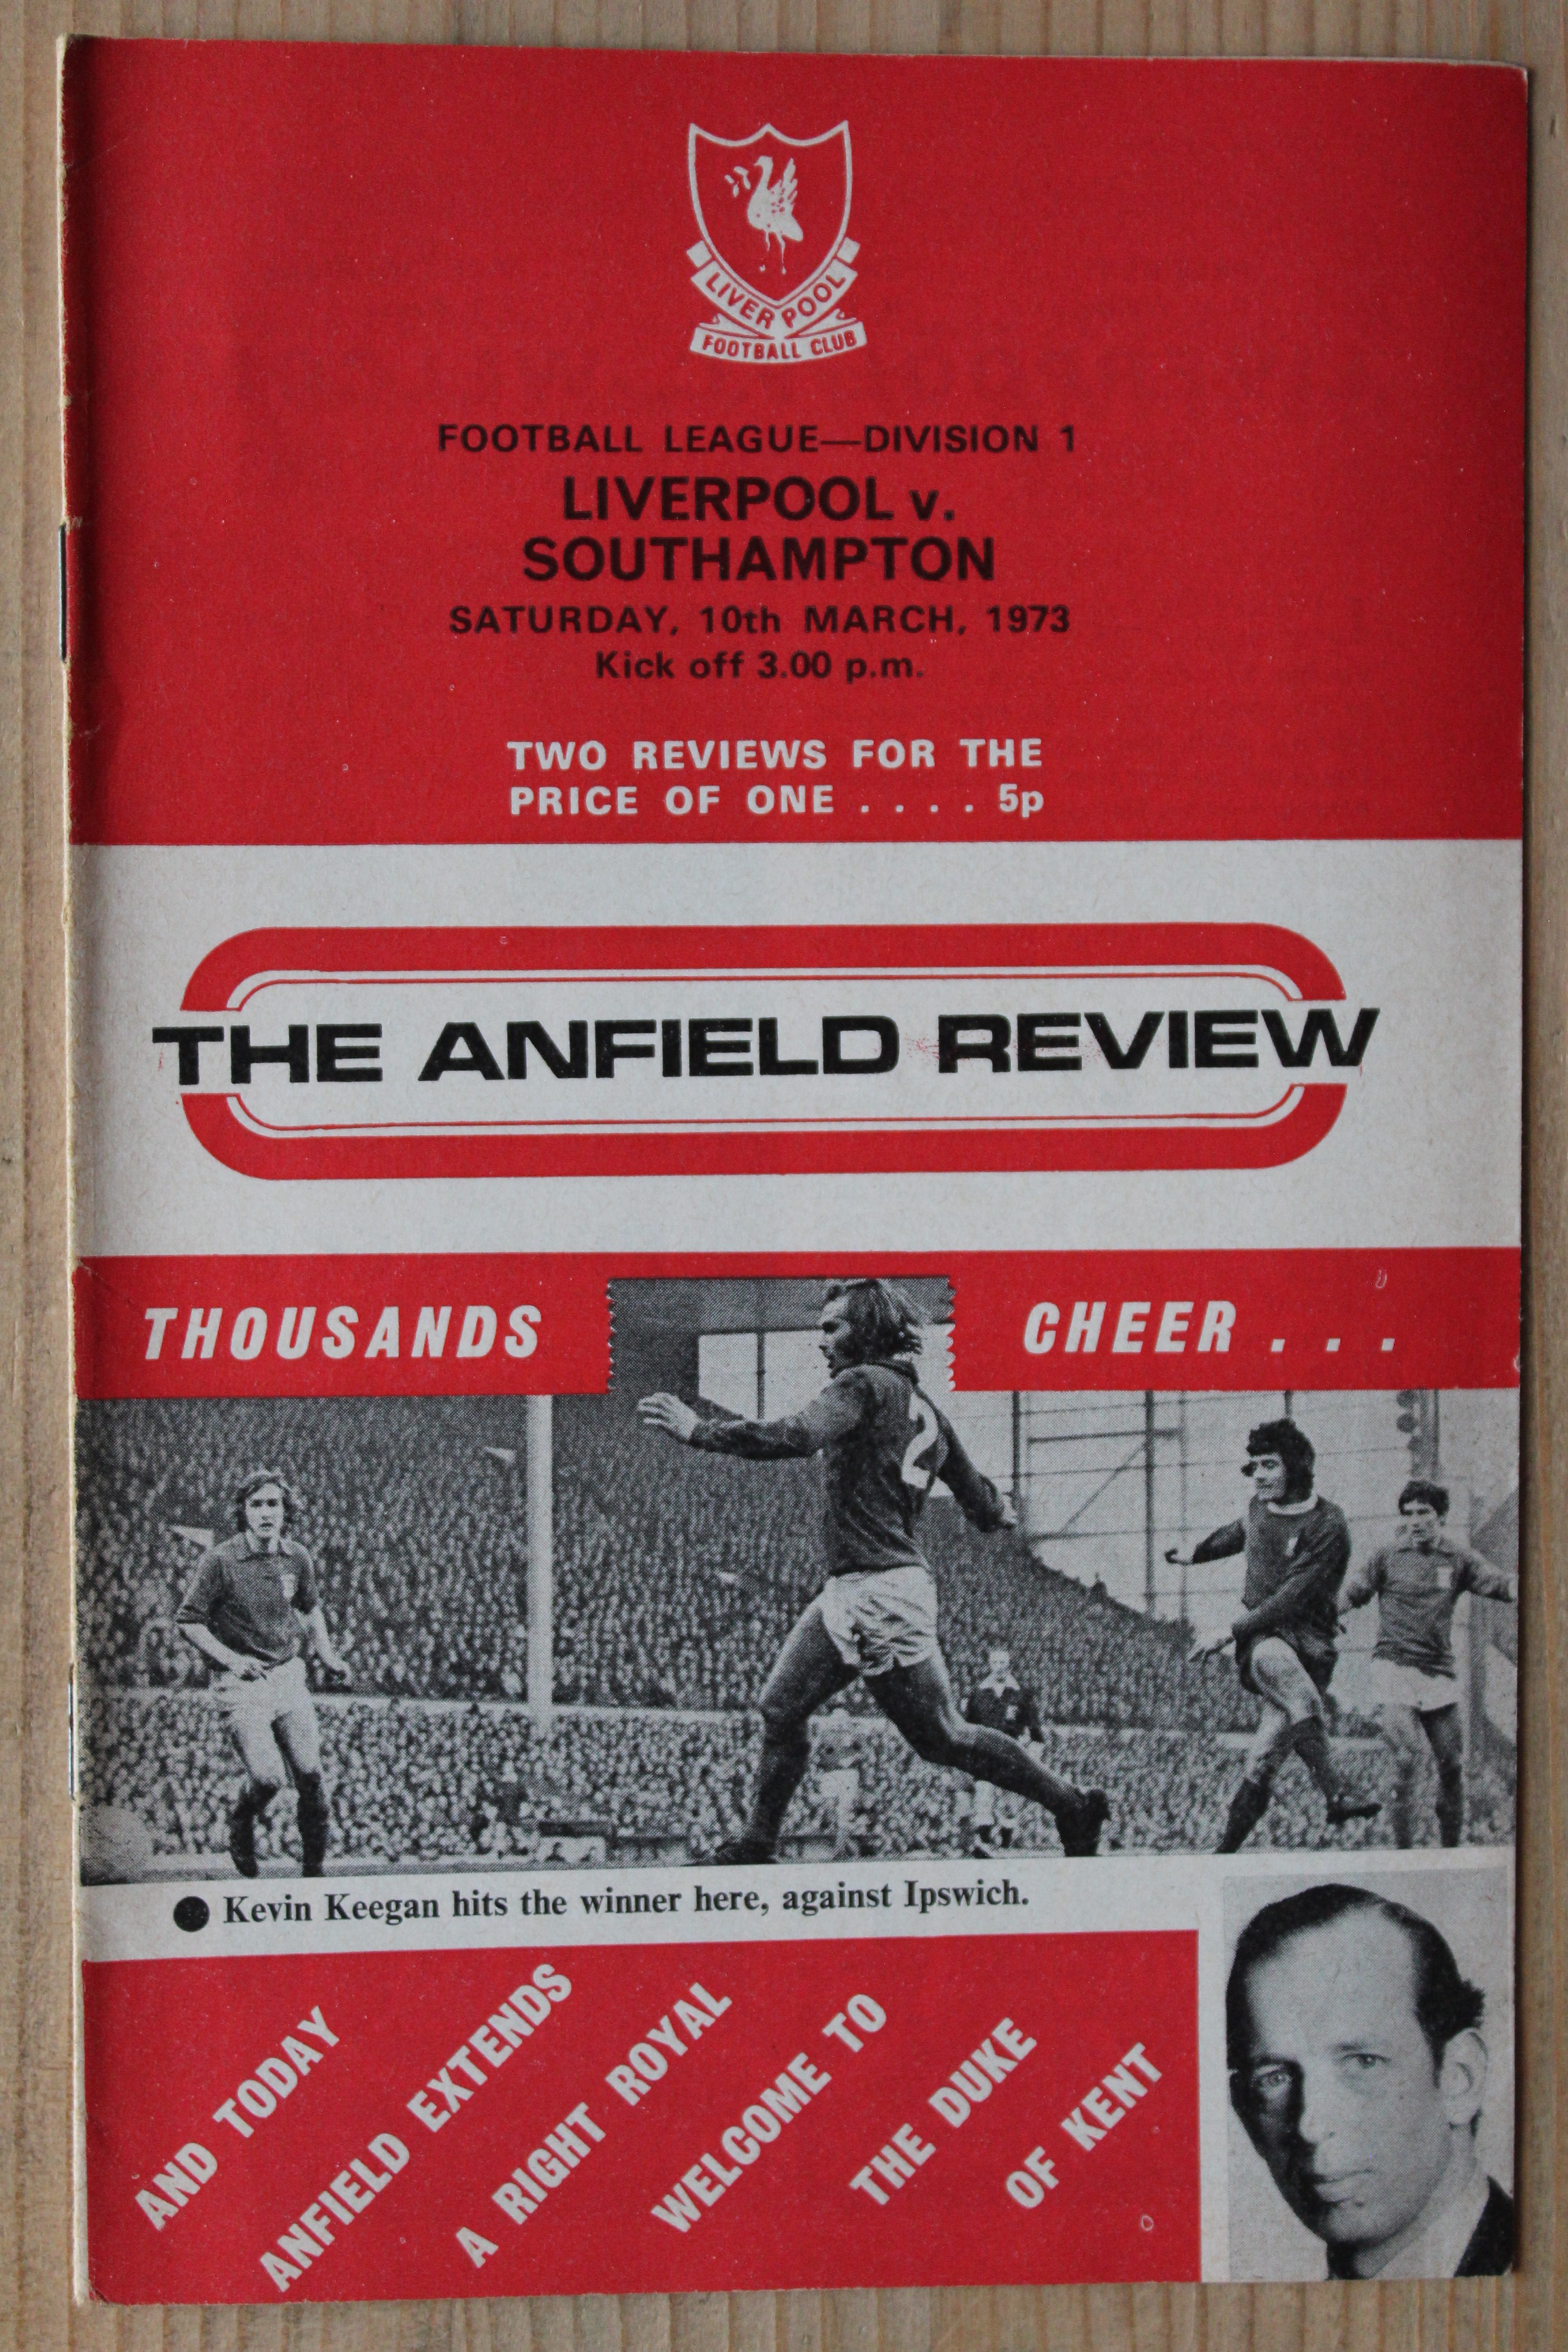 LIVERPOOL
FOOTBALL CLUB
FOOTBALL LEAGUE—DIVISION 1
LIVERPOOL v.
SOUTHAMPTON
SATURDAY, 10th MARCH, 1973
Kick off 3.00 p.m.
TWO REVIEWS FOR THE
PRICE OF ONE . . . . 5p
THE ANFIELD REVIEW
THOUSANDS CHEER . . .
2
● Kevin Keegan hits the winner here, against Ipswich.
AND TODAY
ANFIELD EXTENDS
A RIGHT ROYAL
WELCOME TO
THE DUKE
OF KENT